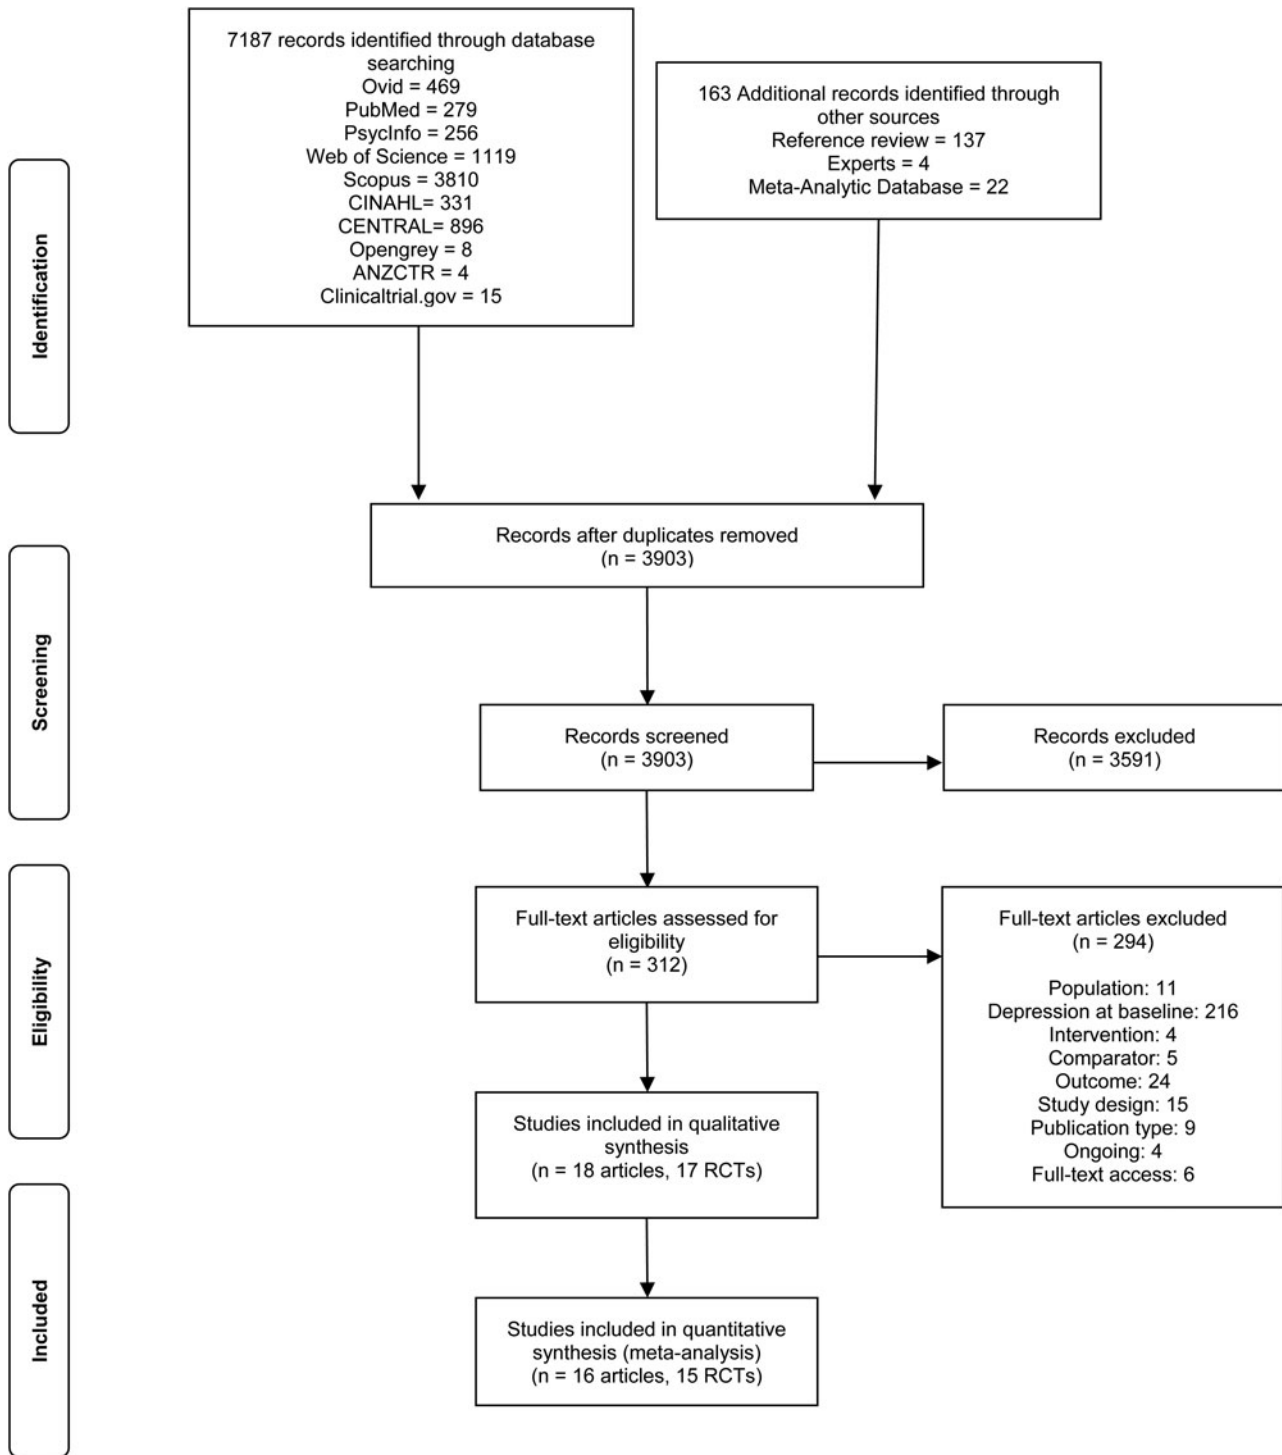 7187 records identified through database
searching
Ovid = 469
PubMed = 279
PsycInfo = 256
Web of Science = 1119
Scopus = 3810
CINAHL= 331
CENTRAL= 896
Opengrey = 8
ANZCTR = 4
Clinicaltrial.gov = 15
163 Additional records identified through
other sources
Reference review = 137
Experts = 4
Meta-Analytic Database = 22
Identification
Records after duplicates removed
(n = 3903)
Screening
Records screened
(n = 3903)
Records excluded
(n = 3591)
Eligibility
Full-text articles assessed for
eligibility
(n = 312)
Full-text articles excluded
(n = 294)
Population: 11
Depression at baseline: 216
Intervention: 4
Comparator: 5
Outcome: 24
Study design: 15
Publication type: 9
Ongoing: 4
Full-text access: 6
Studies included in qualitative
synthesis
(n = 18 articles, 17 RCTs)
Included
Studies included in quantitative
synthesis (meta-analysis)
(n = 16 articles, 15 RCTs)